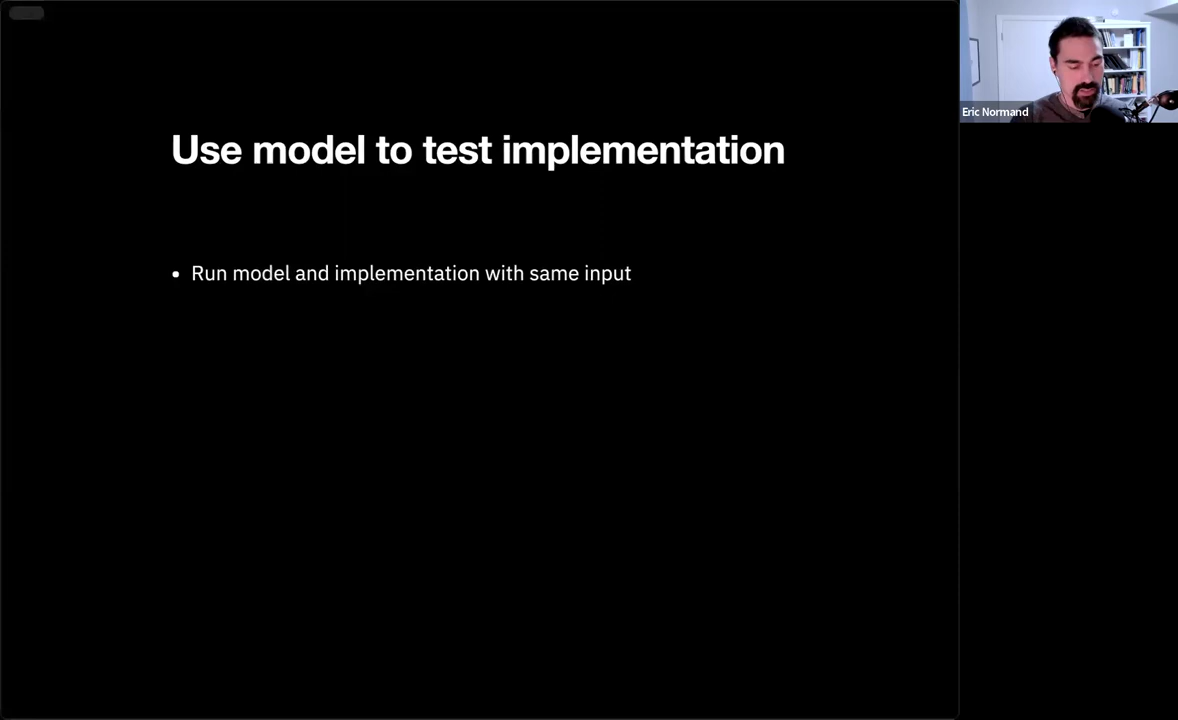 Use model to test implementation
• Run model and implementation with same input
Eric Normand